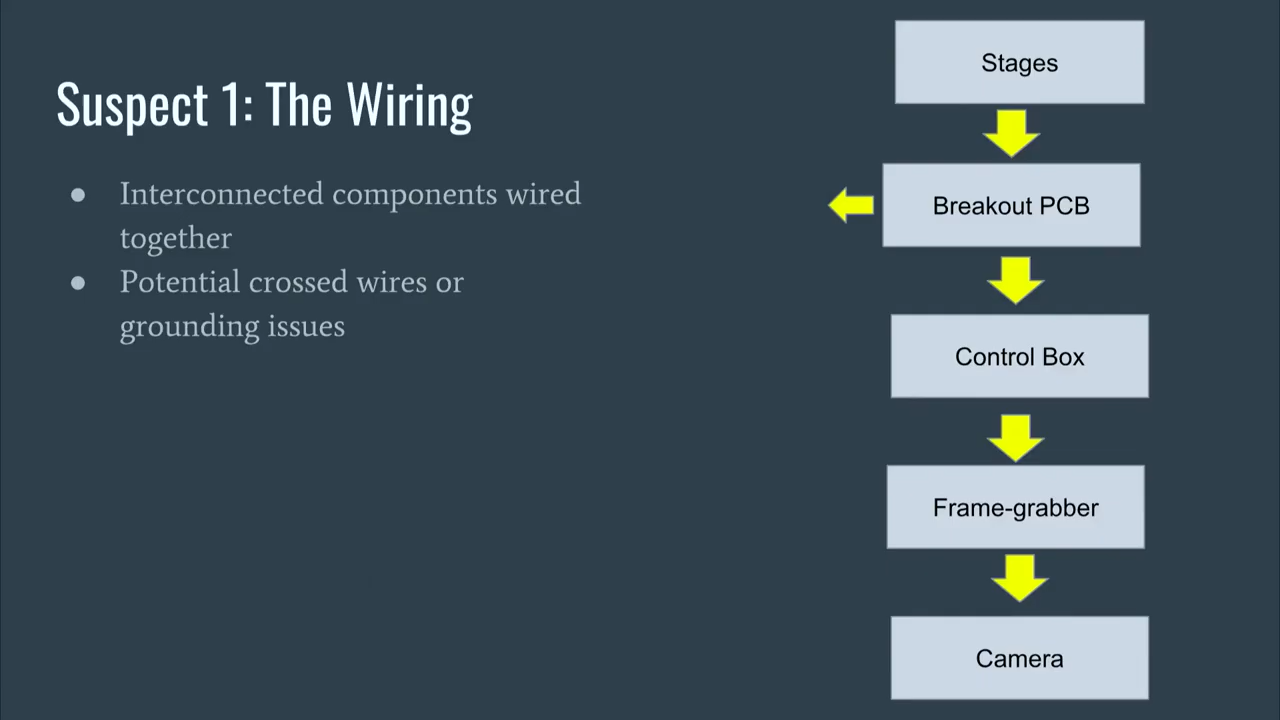 Suspect 1: The Wiring
● Interconnected components wired
together
● Potential crossed wires or
grounding issues
Stages
Breakout PCB
Control Box
Frame-grabber
Camera